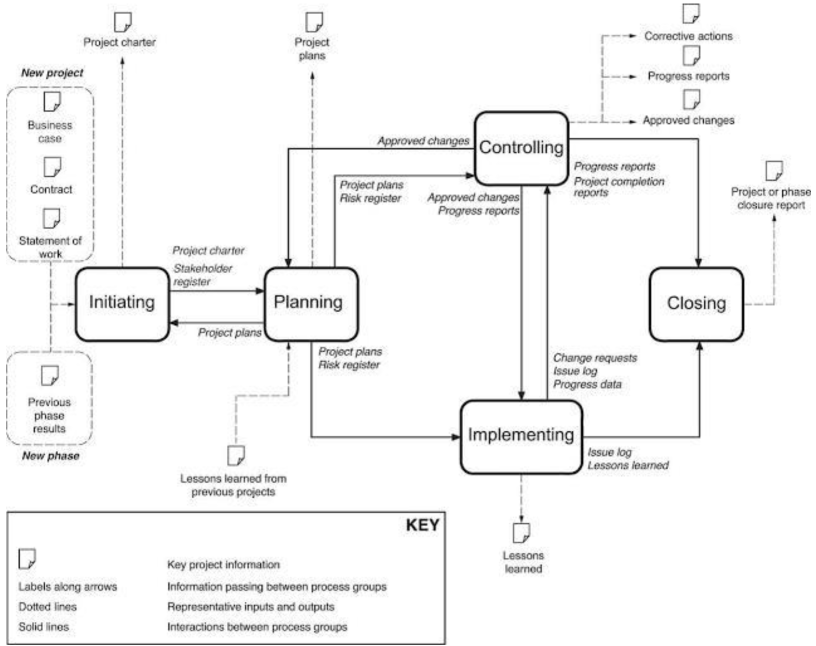 Project charter
Project
plans
Corrective actions
Progress reports
Approved changes
New project
Business
case
Contract
Statement of
work
Approved changes
Controlling
Project plans
Risk register
Approved changes
Progress reports
Progress reports
Project completion
reports
Project or phase
closure report
Project charter
Stakeholder
register
Initiating
Planning
Closing
Project plans
Project plans
Risk register
Change requests
Issue log
Progress data
Previous
phase
results
New phase
Implementing
Issue log
Lessons learned
Lessons learned from
previous projects
Lessons
learned
KEY
Key project information
Labels along arrows
Information passing between process groups
Dotted lines
Representative inputs and outputs
Solid lines
Interactions between process groups